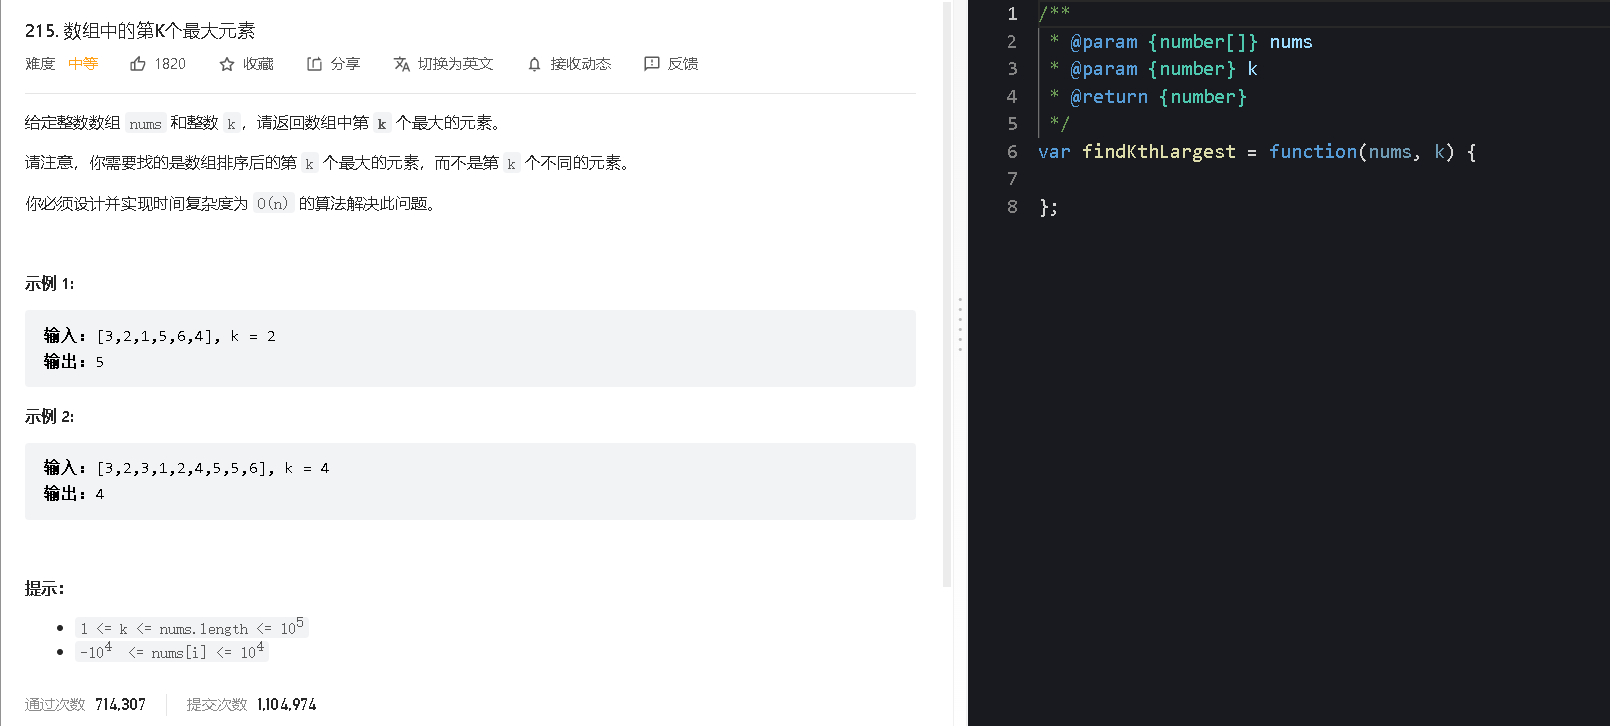 215. 数组中的第K个最大元素
难度 中等 1820 收藏 分享 切换为英文 接收动态 反馈
给定整数数组 nums 和整数 k，请返回数组中第 k 个最大的元素。
请注意，你需要找的是数组排序后的第 k 个最大的元素，而不是第 k 个不同的元素。
你必须设计并实现时间复杂度为 O(n) 的算法解决此问题。
示例 1:
输入: [3,2,1,5,6,4], k = 2
输出: 5
示例 2:
输入: [3,2,3,1,2,4,5,5,6], k = 4
输出: 4
提示：
• 1 <= k <= nums.length <= 10⁵
• -10⁴ <= nums[i] <= 10⁴
通过次数 714,307 提交次数 1,104,974
1 /**
2 * @param {number[]} nums
3 * @param {number} k
4 * @return {number}
5 */
6 var findKthLargest = function(nums, k) {
7
8 };